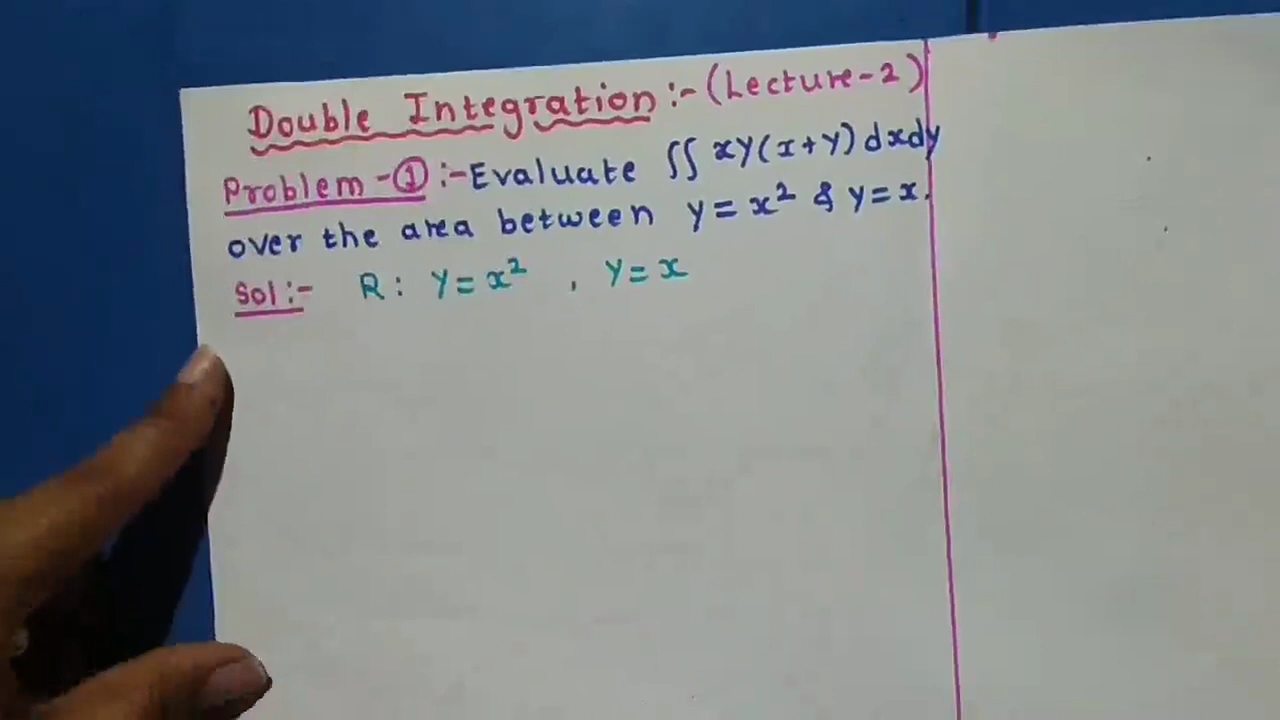 Double Integration :- (Lecture-2)
Problem -① :- Evaluate ∬ xy(x+y) dxdy
over the area between y=x² & y=x.
Sol:- R: y=x² , y=x